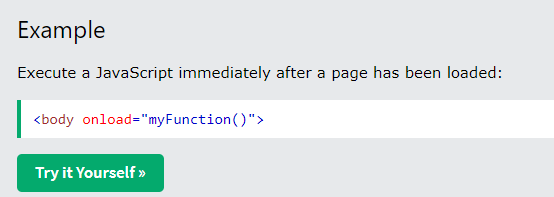 Example
Execute a JavaScript immediately after a page has been loaded:
<body onload="myFunction()">
Try it Yourself »